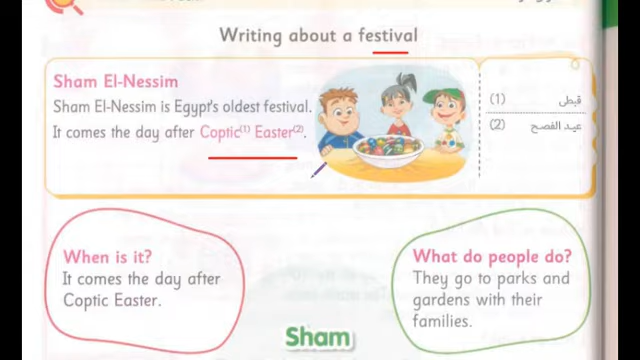 Writing about a festival
Sham El-Nessim
Sham El-Nessim is Egypt's oldest festival.
It comes the day after Coptic⁽¹⁾ Easter⁽²⁾.
(1) قبطى
(2) عيد الفصح
When is it?
It comes the day after
Coptic Easter.
What do people do?
They go to parks and
gardens with their
families.
Sham